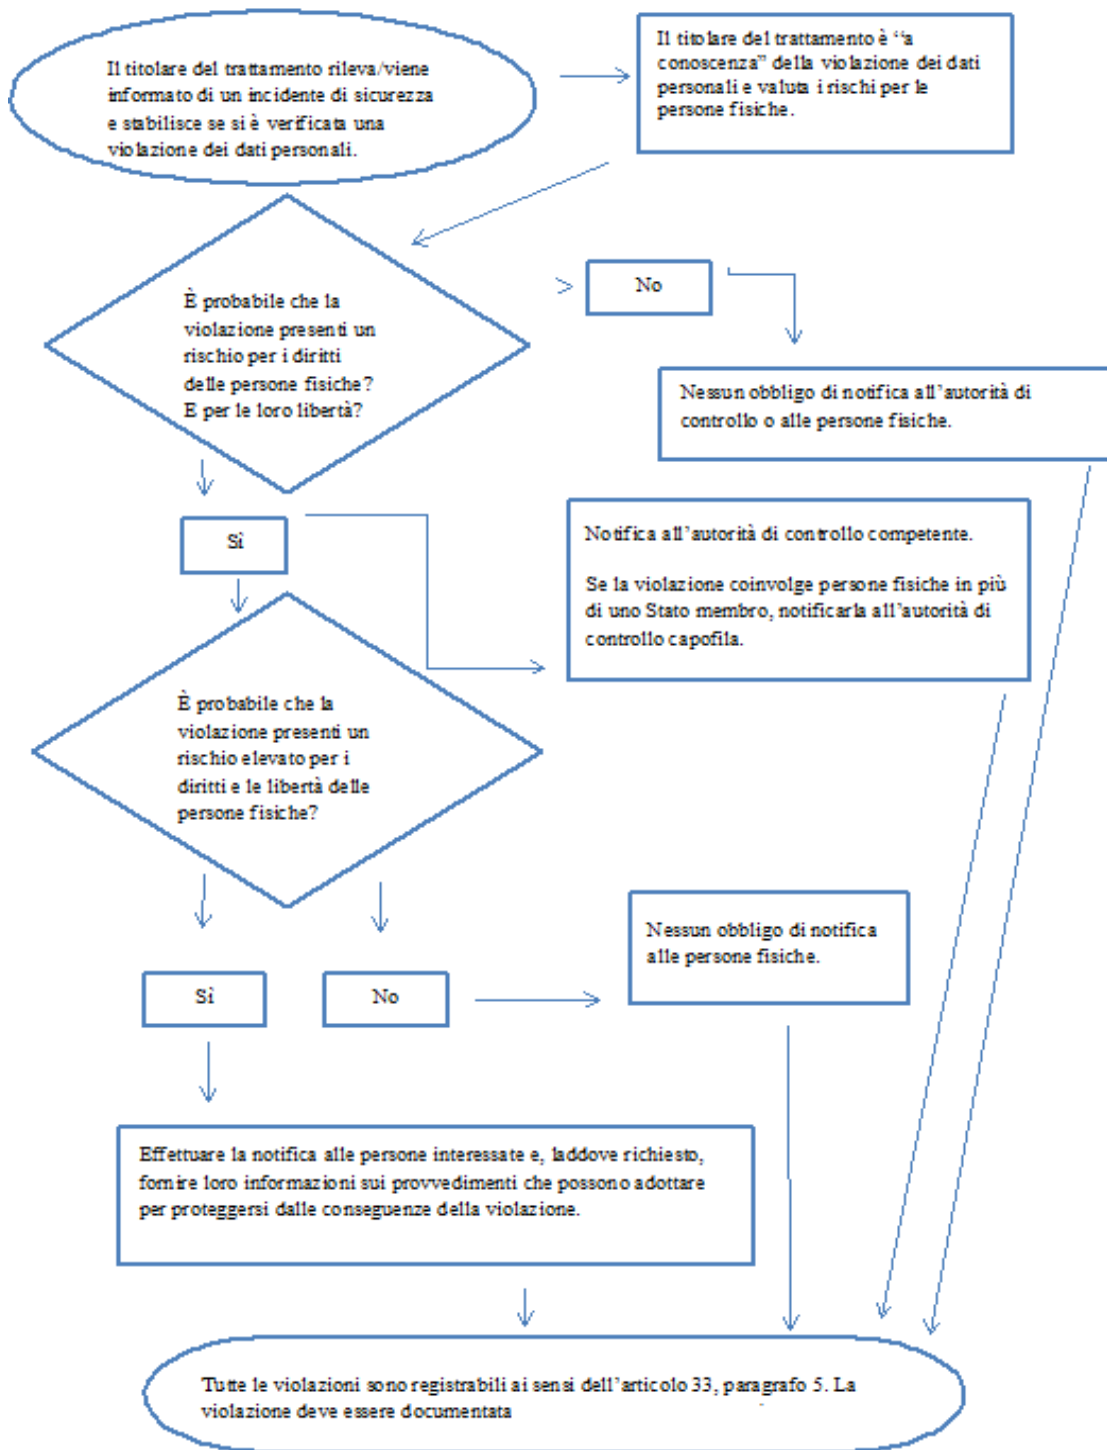 Il titolare del trattamento rileva/viene
informato di un incidente di sicurezza
e stabilisce se si è verificata una
violazione dei dati personali.
Il titolare del trattamento è “a
conoscenza” della violazione dei dati
personali e valuta i rischi per le
persone fisiche.
È probabile che la
violazione presenti un
rischio per i diritti
delle persone fisiche?
E per le loro libertà?
No
Nessun obbligo di notifica all’autorità di
controllo o alle persone fisiche.
Sì
Notifica all’autorità di controllo competente.
Se la violazione coinvolge persone fisiche in più
di uno Stato membro, notificarla all’autorità di
controllo capofila.
È probabile che la
violazione presenti un
rischio elevato per i
diritti e le libertà delle
persone fisiche?
Sì
No
Nessun obbligo di notifica
alle persone fisiche.
Effettuare la notifica alle persone interessate e, laddove richiesto,
fornire loro informazioni sui provvedimenti che possono adottare
per proteggersi dalle conseguenze della violazione.
Tutte le violazioni sono registrabili ai sensi dell’articolo 33, paragrafo 5. La
violazione deve essere documentata